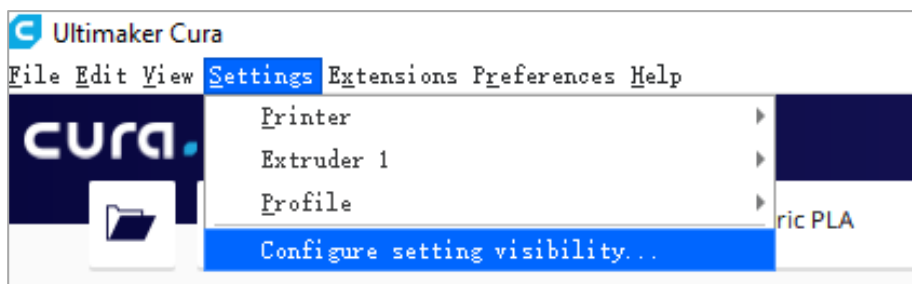 Ultimaker Cura
File Edit View Settings Extensions Preferences Help
cura.
Printer
Extruder 1
Profile
ric PLA
Configure setting visibility...